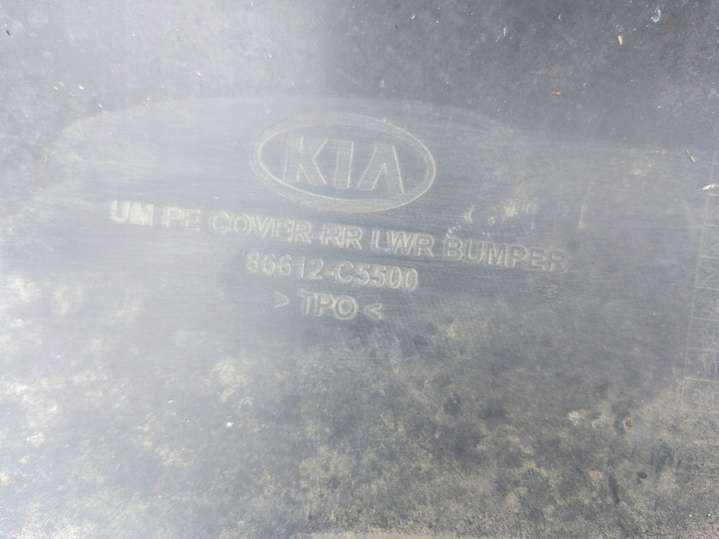 KIA
UM PE COVER-RR LWR BUMPER
86612-C5500
> TPO <